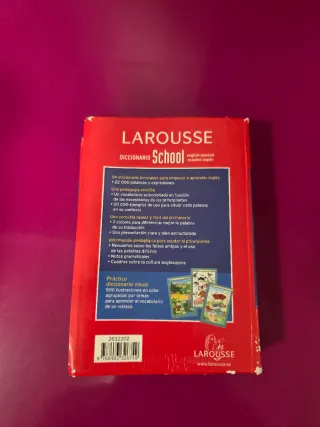 LAROUSSE
DICCIONARIO School english-spanish
español-inglés
Un diccionario innovador para empezar a aprender inglés
• 22 000 palabras y expresiones
Una pedagogía sencilla
• Un vocabulario seleccionado en función
de las necesidades de los principiantes
• 20 000 ejemplos de uso para situar cada palabra
en su contexto
Una consulta rápida y fácil del diccionario
• 2 colores para diferenciar mejor la palabra
de su traducción
• Una presentación clara y bien estructurada
Información pedagógica para ayudar al principiante
• Recuadros sobre los falsos amigos y el uso
de las palabras difíciles
• Notas gramaticales
• Cuadros sobre la cultura anglosajona
Práctico
diccionario visual
500 ilustraciones en color
agrupadas por temas
para aprender el vocabulario
de un vistazo
2612102
LAROUSSE
www.larousse.es